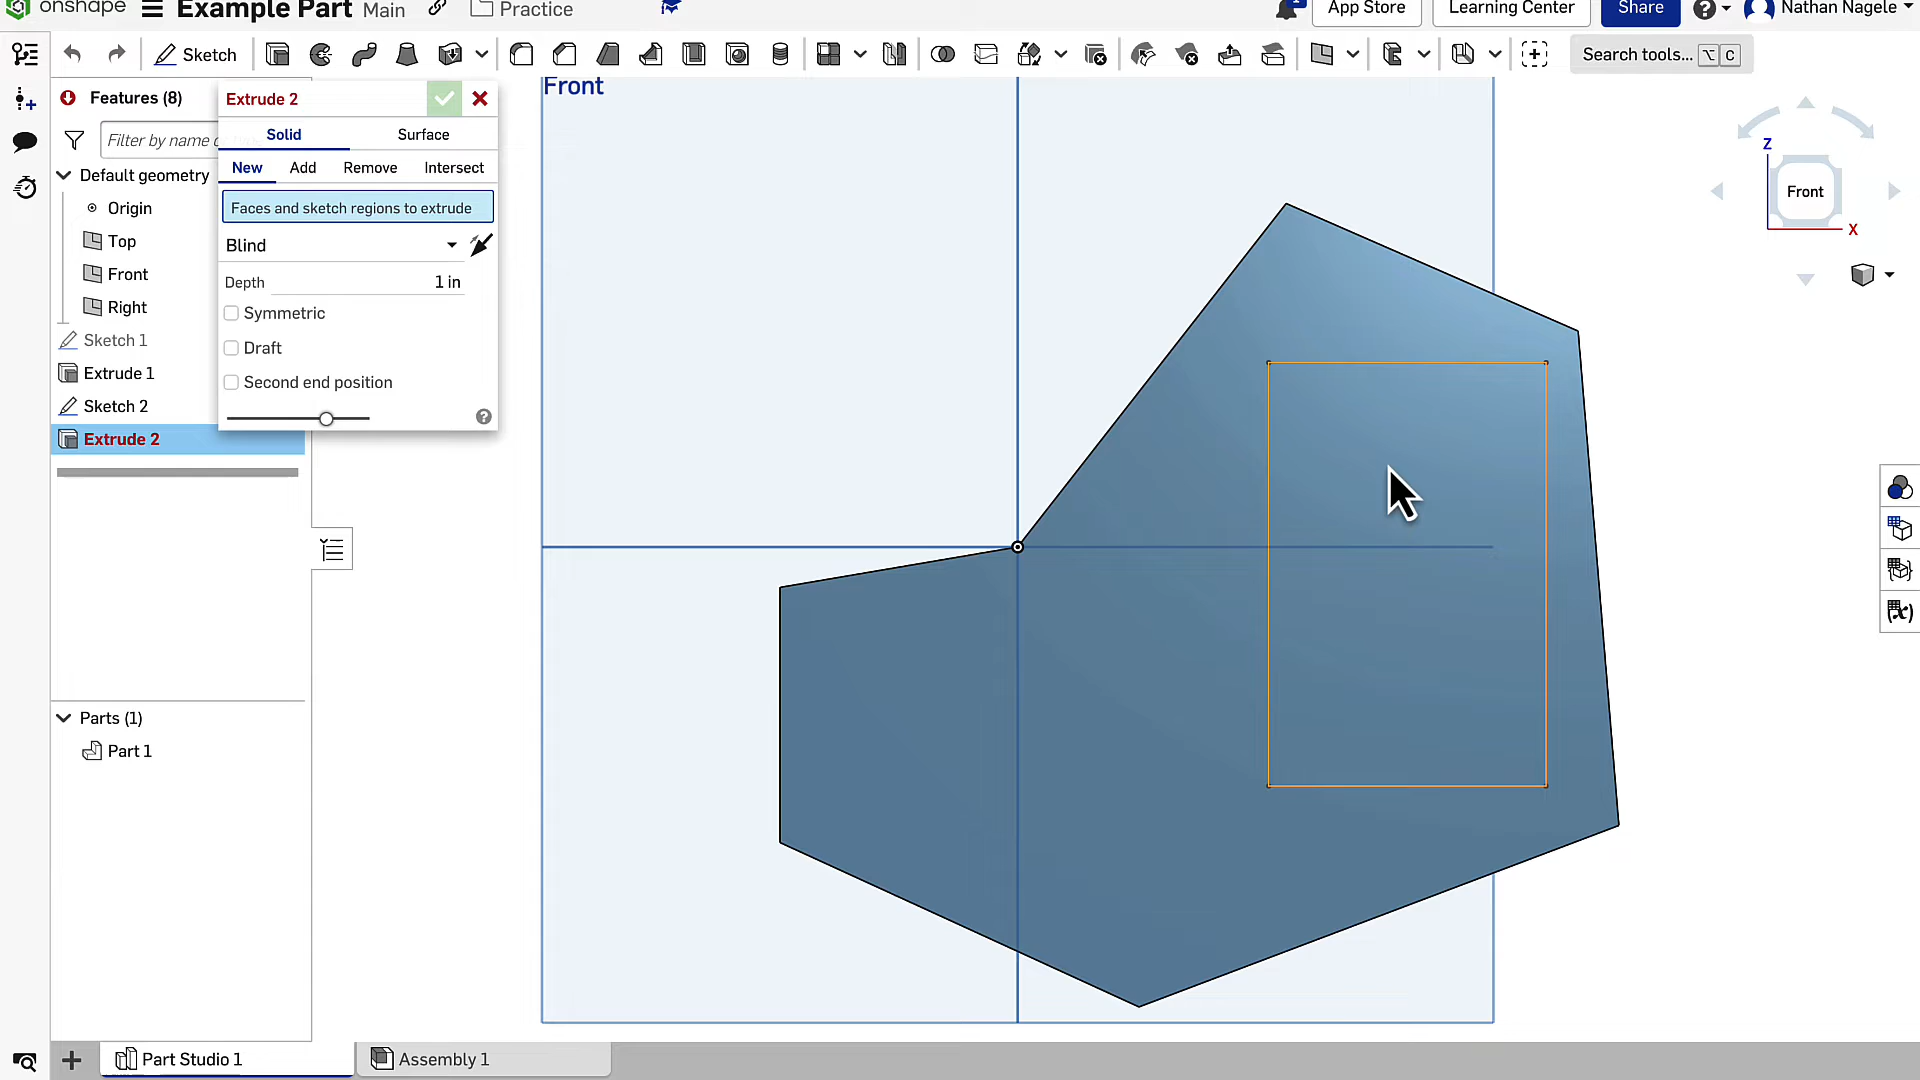 onshape Example Part Main Practice App Store Learning Center Share Nathan Nagele
Sketch Search tools... ⌥ C
Features (8)
Filter by name o
Default geometry
Origin
Top
Front
Right
Sketch 1
Extrude 1
Sketch 2
Extrude 2
Parts (1)
Part 1
Extrude 2
Solid Surface
New Add Remove Intersect
Faces and sketch regions to extrude
Blind
Depth 1 in
Symmetric
Draft
Second end position
Front
Z
Front
X
(x)
Part Studio 1 Assembly 1